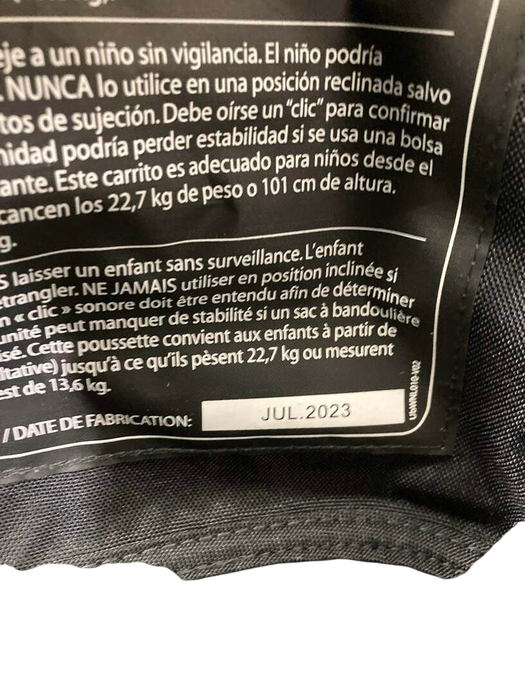 eje a un niño sin vigilancia. El niño podría
. NUNCA lo utilice en una posición reclinada salvo
tos de sujeción. Debe oírse un "clic" para confirmar
nidad podría perder estabilidad si se usa una bolsa
ante. Este carrito es adecuado para niños desde el
cancen los 22,7 kg de peso o 101 cm de altura.
g.
S laisser un enfant sans surveillance. L'enfant
étrangler. NE JAMAIS utiliser en position inclinée si
n « clic » sonore doit être entendu afin de déterminer
unité peut manquer de stabilité si un sac à bandoulière
isé. Cette poussette convient aux enfants à partir de
ltative) jusqu'à ce qu'ils pèsent 22,7 kg ou mesurent
est de 13,6 kg.
/ DATE DE FABRICATION: JUL.2023